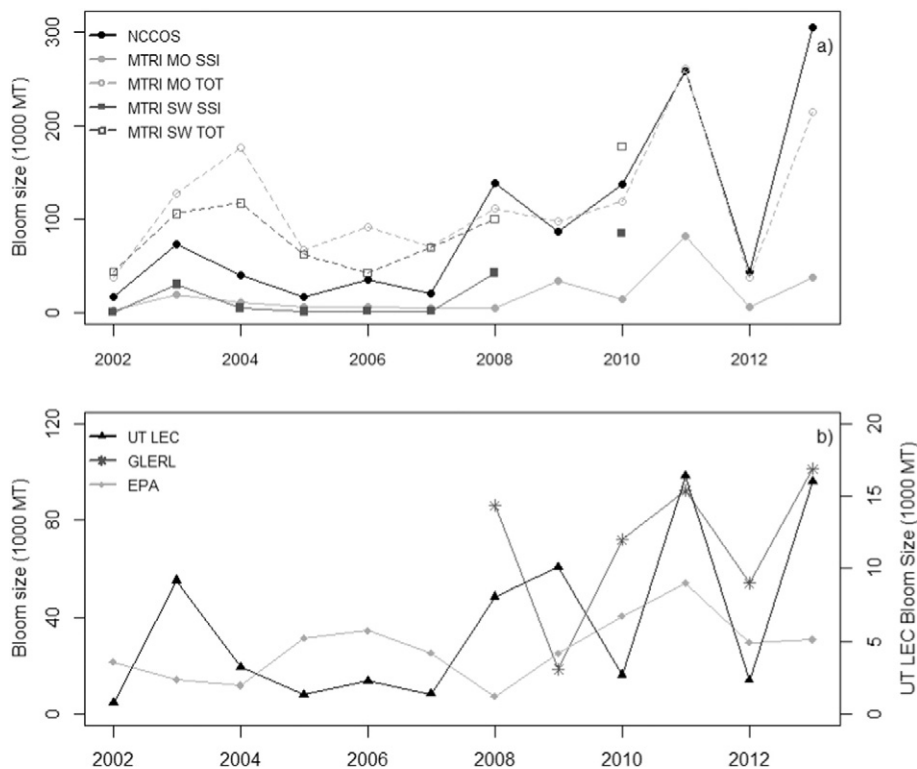 a)
NCCOS
MTRI MO SSI
MTRI MO TOT
MTRI SW SSI
MTRI SW TOT
Bloom size (1000 MT)
300
200
100
0
2002 2004 2006 2008 2010 2012
b)
UT LEC
GLERL
EPA
Bloom size (1000 MT)
120
80
40
0
20
15
10
5
0
UT LEC Bloom Size (1000 MT)
2002 2004 2006 2008 2010 2012